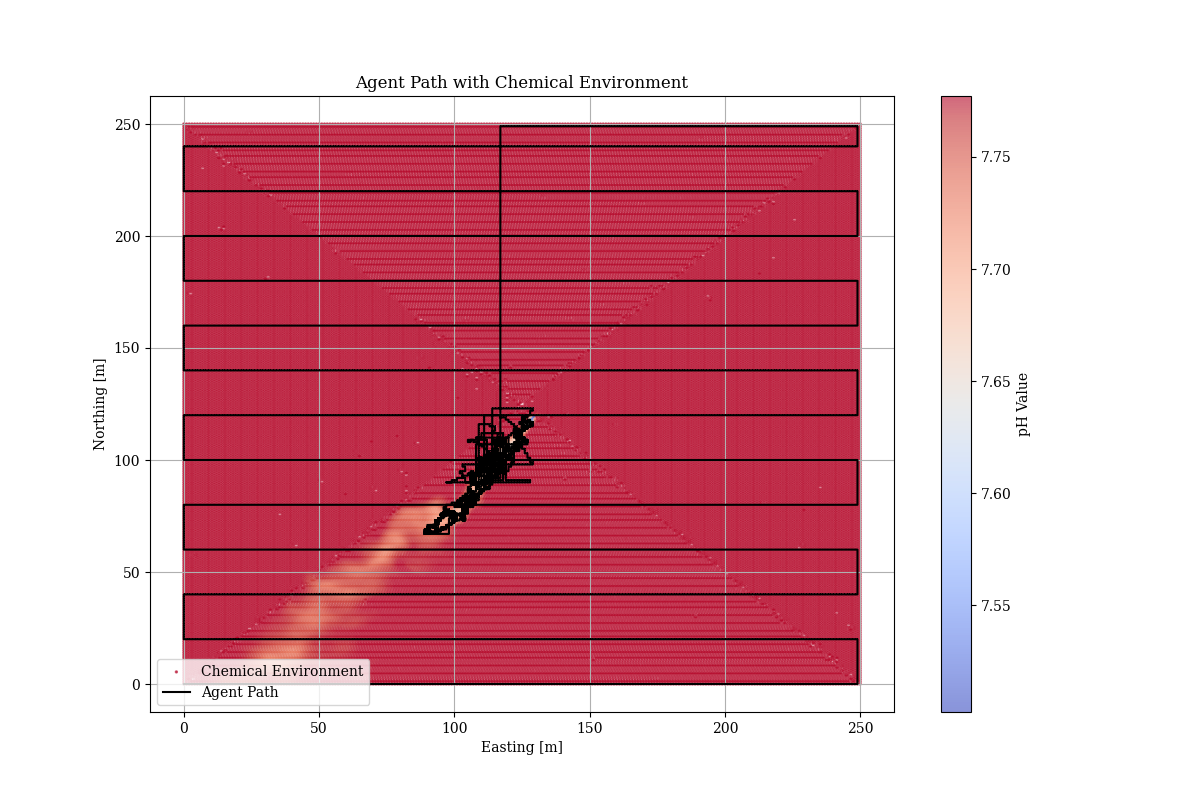 Agent Path with Chemical Environment
250
200
150
100
50
0
Northing [m]
Chemical Environment
Agent Path
0 50 100 150 200 250
Easting [m]
7.75
7.70
7.65
7.60
7.55
pH Value